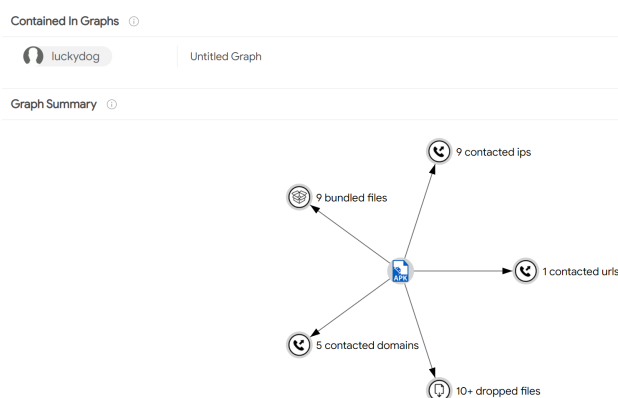 Contained In Graphs
luckydog
Untitled Graph
Graph Summary
9 contacted ips
9 bundled files
APK
1 contacted urls
5 contacted domains
10+ dropped files